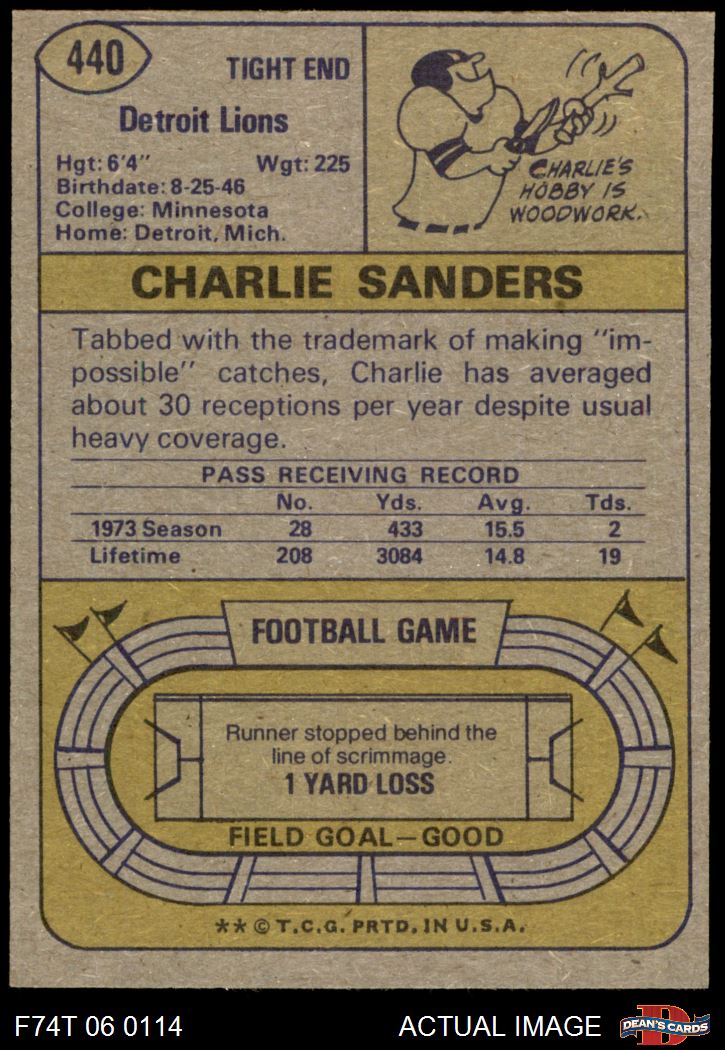 440
TIGHT END
Detroit Lions
Hgt: 6'4" Wgt: 225
Birthdate: 8-25-46
College: Minnesota
Home: Detroit, Mich.
CHARLIE'S
HOBBY IS
WOODWORK.
CHARLIE SANDERS
Tabbed with the trademark of making "im-
possible" catches, Charlie has averaged
about 30 receptions per year despite usual
heavy coverage.
PASS RECEIVING RECORD
No. Yds. Avg. Tds.
1973 Season 28 433 15.5 2
Lifetime 208 3084 14.8 19
FOOTBALL GAME
Runner stopped behind the
line of scrimmage.
1 YARD LOSS
FIELD GOAL—GOOD
** © T.C.G. PRTD. IN U.S.A.
F74T 06 0114 ACTUAL IMAGE
D
DEAN'S CARDS